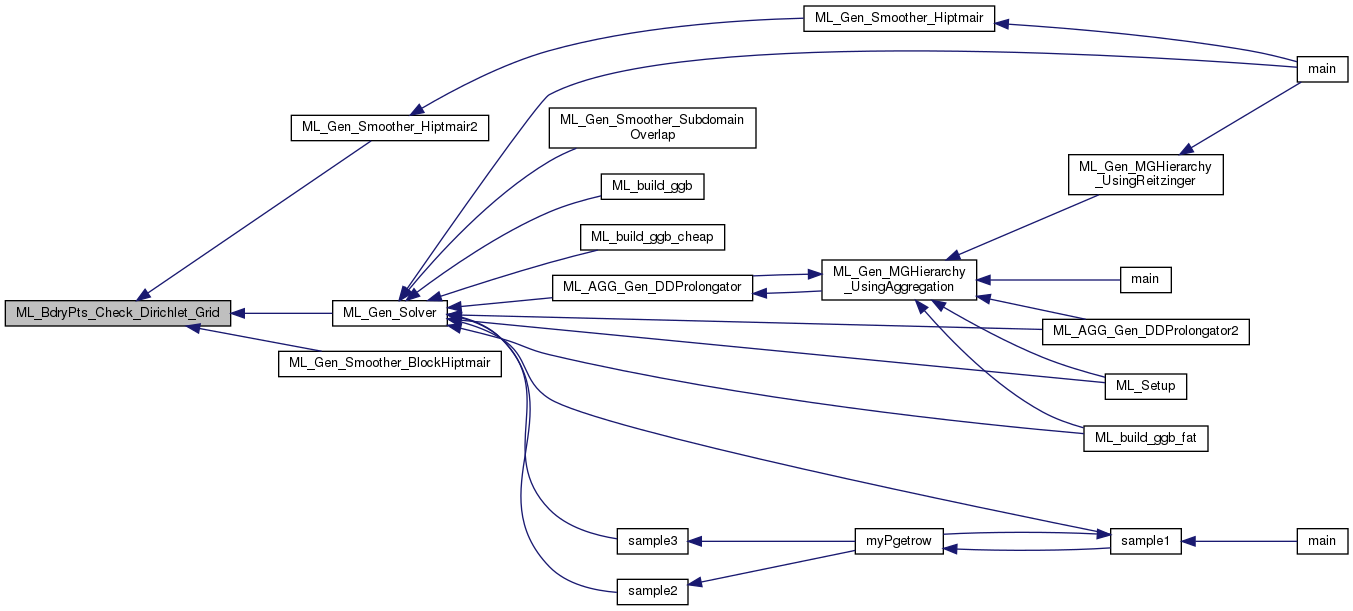 ML_Gen_Smoother_Hiptmair
main
ML_Gen_Smoother_Hiptmair2
ML_Gen_Smoother_Subdomain
Overlap
ML_Gen_MGHierarchy
_UsingReitzinger
ML_build_ggb
ML_build_ggb_cheap
ML_Gen_MGHierarchy
_UsingAggregation
main
ML_AGG_Gen_DDProlongator
ML_BdryPts_Check_Dirichlet_Grid
ML_Gen_Solver
ML_AGG_Gen_DDProlongator2
ML_Gen_Smoother_BlockHiptmair
ML_Setup
ML_build_ggb_fat
sample3
myPgetrow
sample1
main
sample2